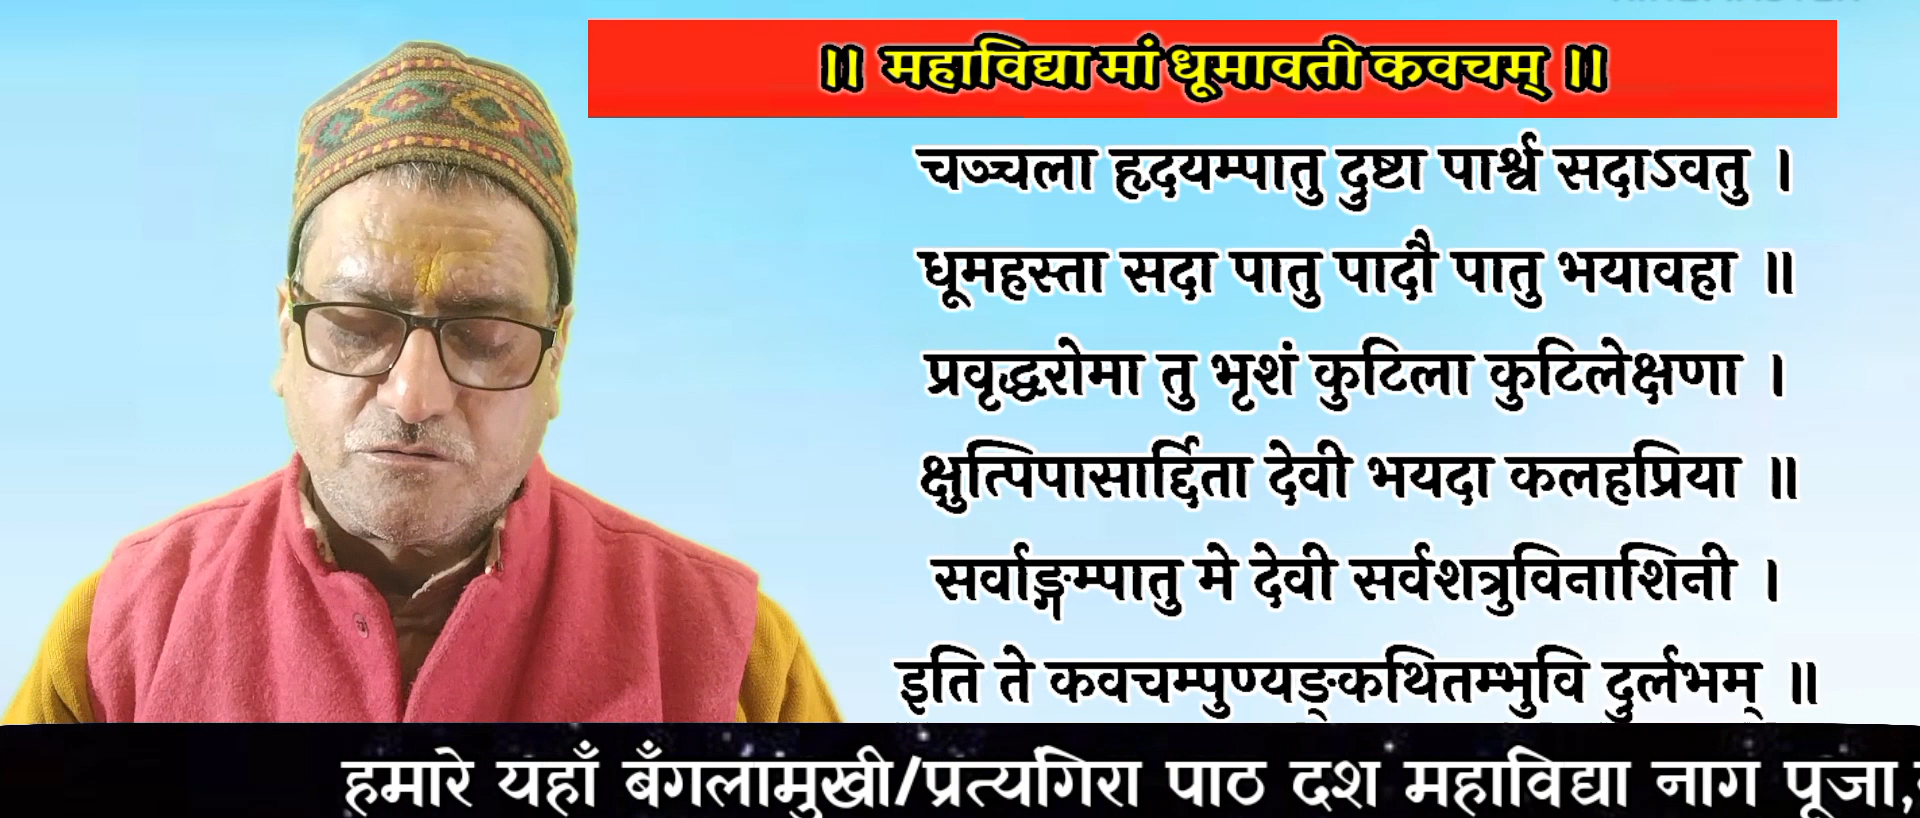 ।। महाविद्या मां धूमावती कवचम् ।।
चञ्चला हृदयम्पातु दुष्टा पार्श्व सदाऽवतु ।
धूमहस्ता सदा पातु पादौ पातु भयावहा ॥
प्रवृद्धरोमा तु भृशं कुटिला कुटिलेक्षणा ।
क्षुत्पिपासार्द्दिता देवी भयदा कलहप्रिया ॥
सर्वाङ्गम्पातु मे देवी सर्वशत्रुविनाशिनी ।
इति ते कवचम्पुण्यङ्कथितम्भुवि दुर्लभम् ॥
हमारे यहाँ बँगलामुखी/प्रत्यंगिरा पाठ दश महाविद्या नाग पूजा,